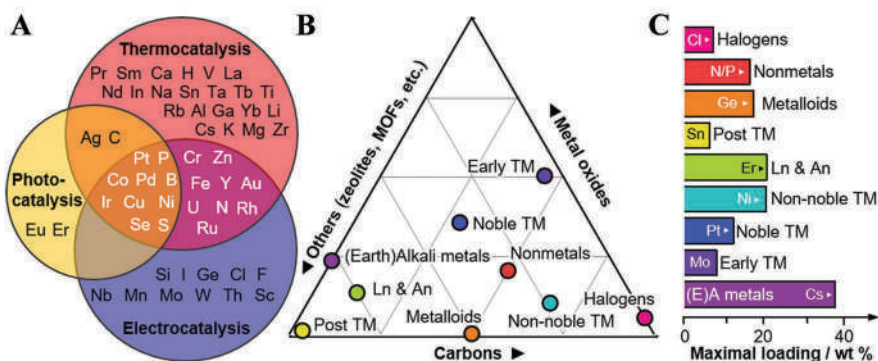 A
Thermocatalysis
Pr Sm Ca H V La
Nd In Na Sn Ta Tb Ti
Rb Al Ga Yb Li
Cs K Mg Zr
Ag C
Pt P
Co Pd B
Ir Cu Ni
Se S
Cr Zn
Fe Y Au
U N Rh
Ru
Photo-
catalysis
Eu Er
Si I Ge Cl F
Nb Mn Mo W Th Sc
Electrocatalysis
B
◄ Others (zeolites, MOFs, etc.)
◄ Metal oxides
Early TM
Noble TM
(Earth)Alkali metals
Nonmetals
Ln & An
Halogens
Post TM
Metalloids
Non-noble TM
Carbons ►
C
Cl ► Halogens
N/P ► Nonmetals
Ge ► Metalloids
Sn Post TM
Er ► Ln & An
Ni ► Non-noble TM
Pt ► Noble TM
Mo Early TM
(E)A metals Cs ►
0 20 40
Maximal loading / wt %